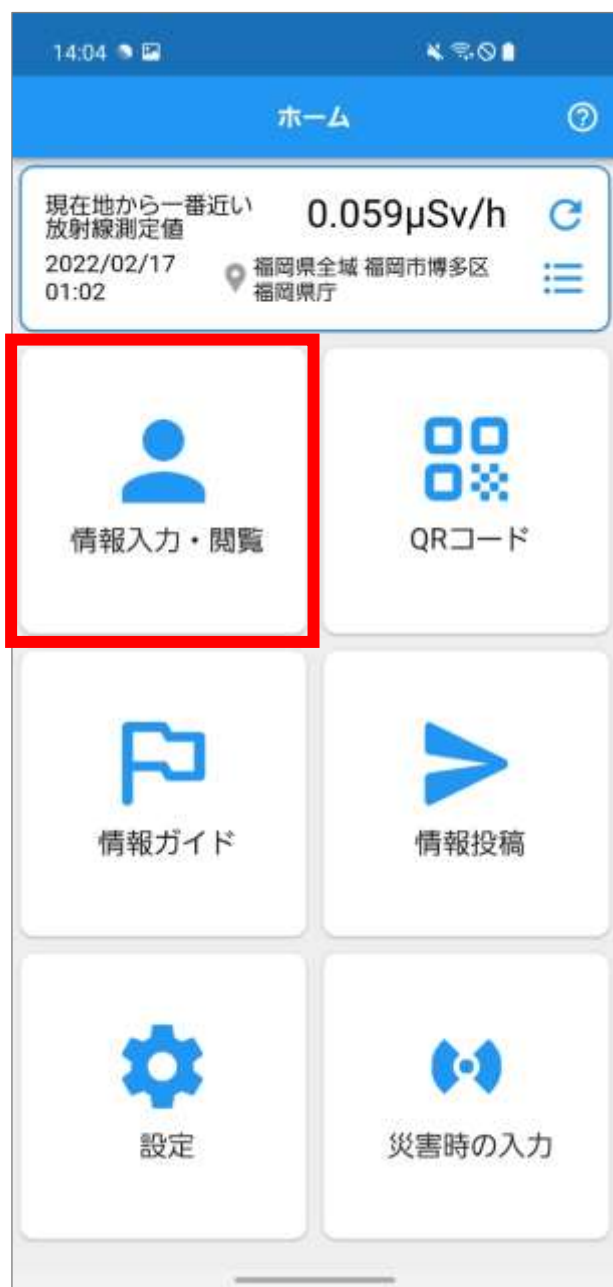 14:04
ホーム
現在地から一番近い
放射線測定値
0.059μSv/h
2022/02/17
01:02
福岡県全域 福岡市博多区
福岡県庁
情報入力・閲覧
QRコード
情報ガイド
情報投稿
設定
災害時の入力